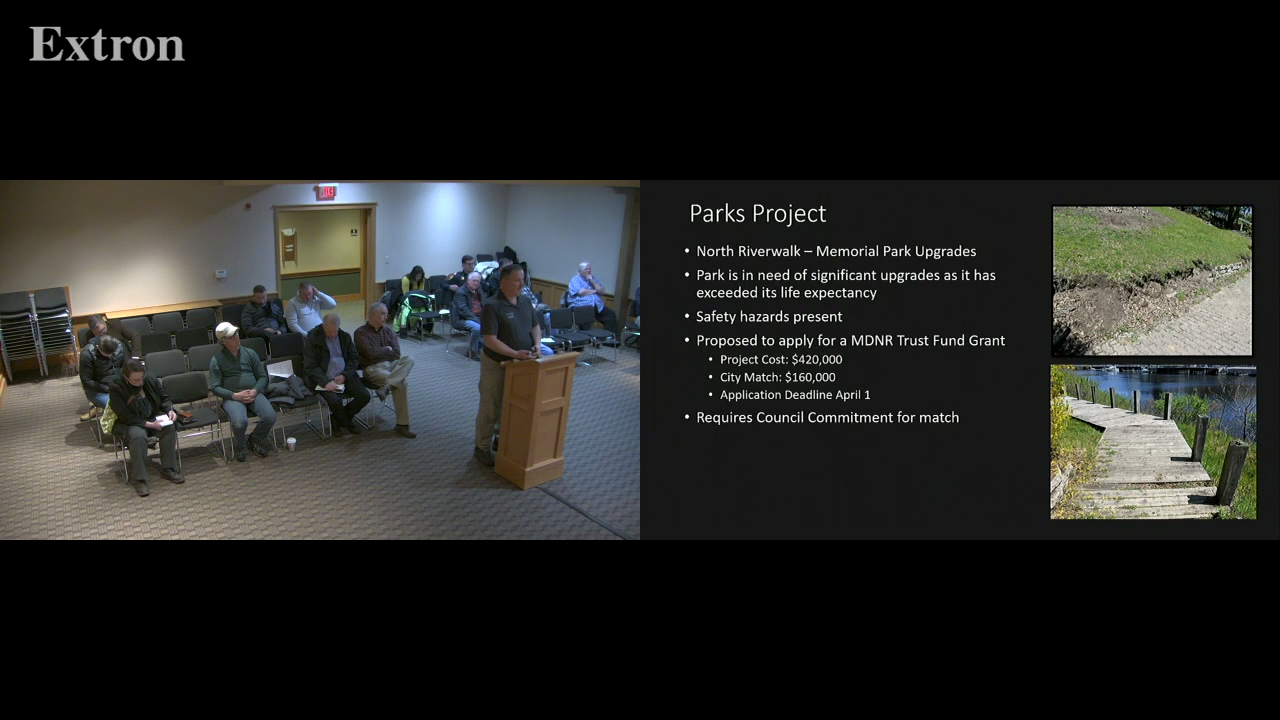 Extron
Parks Project
• North Riverwalk – Memorial Park Upgrades
• Park is in need of significant upgrades as it has
exceeded its life expectancy
• Safety hazards present
• Proposed to apply for a MDNR Trust Fund Grant
• Project Cost: $420,000
• City Match: $160,000
• Application Deadline April 1
• Requires Council Commitment for match